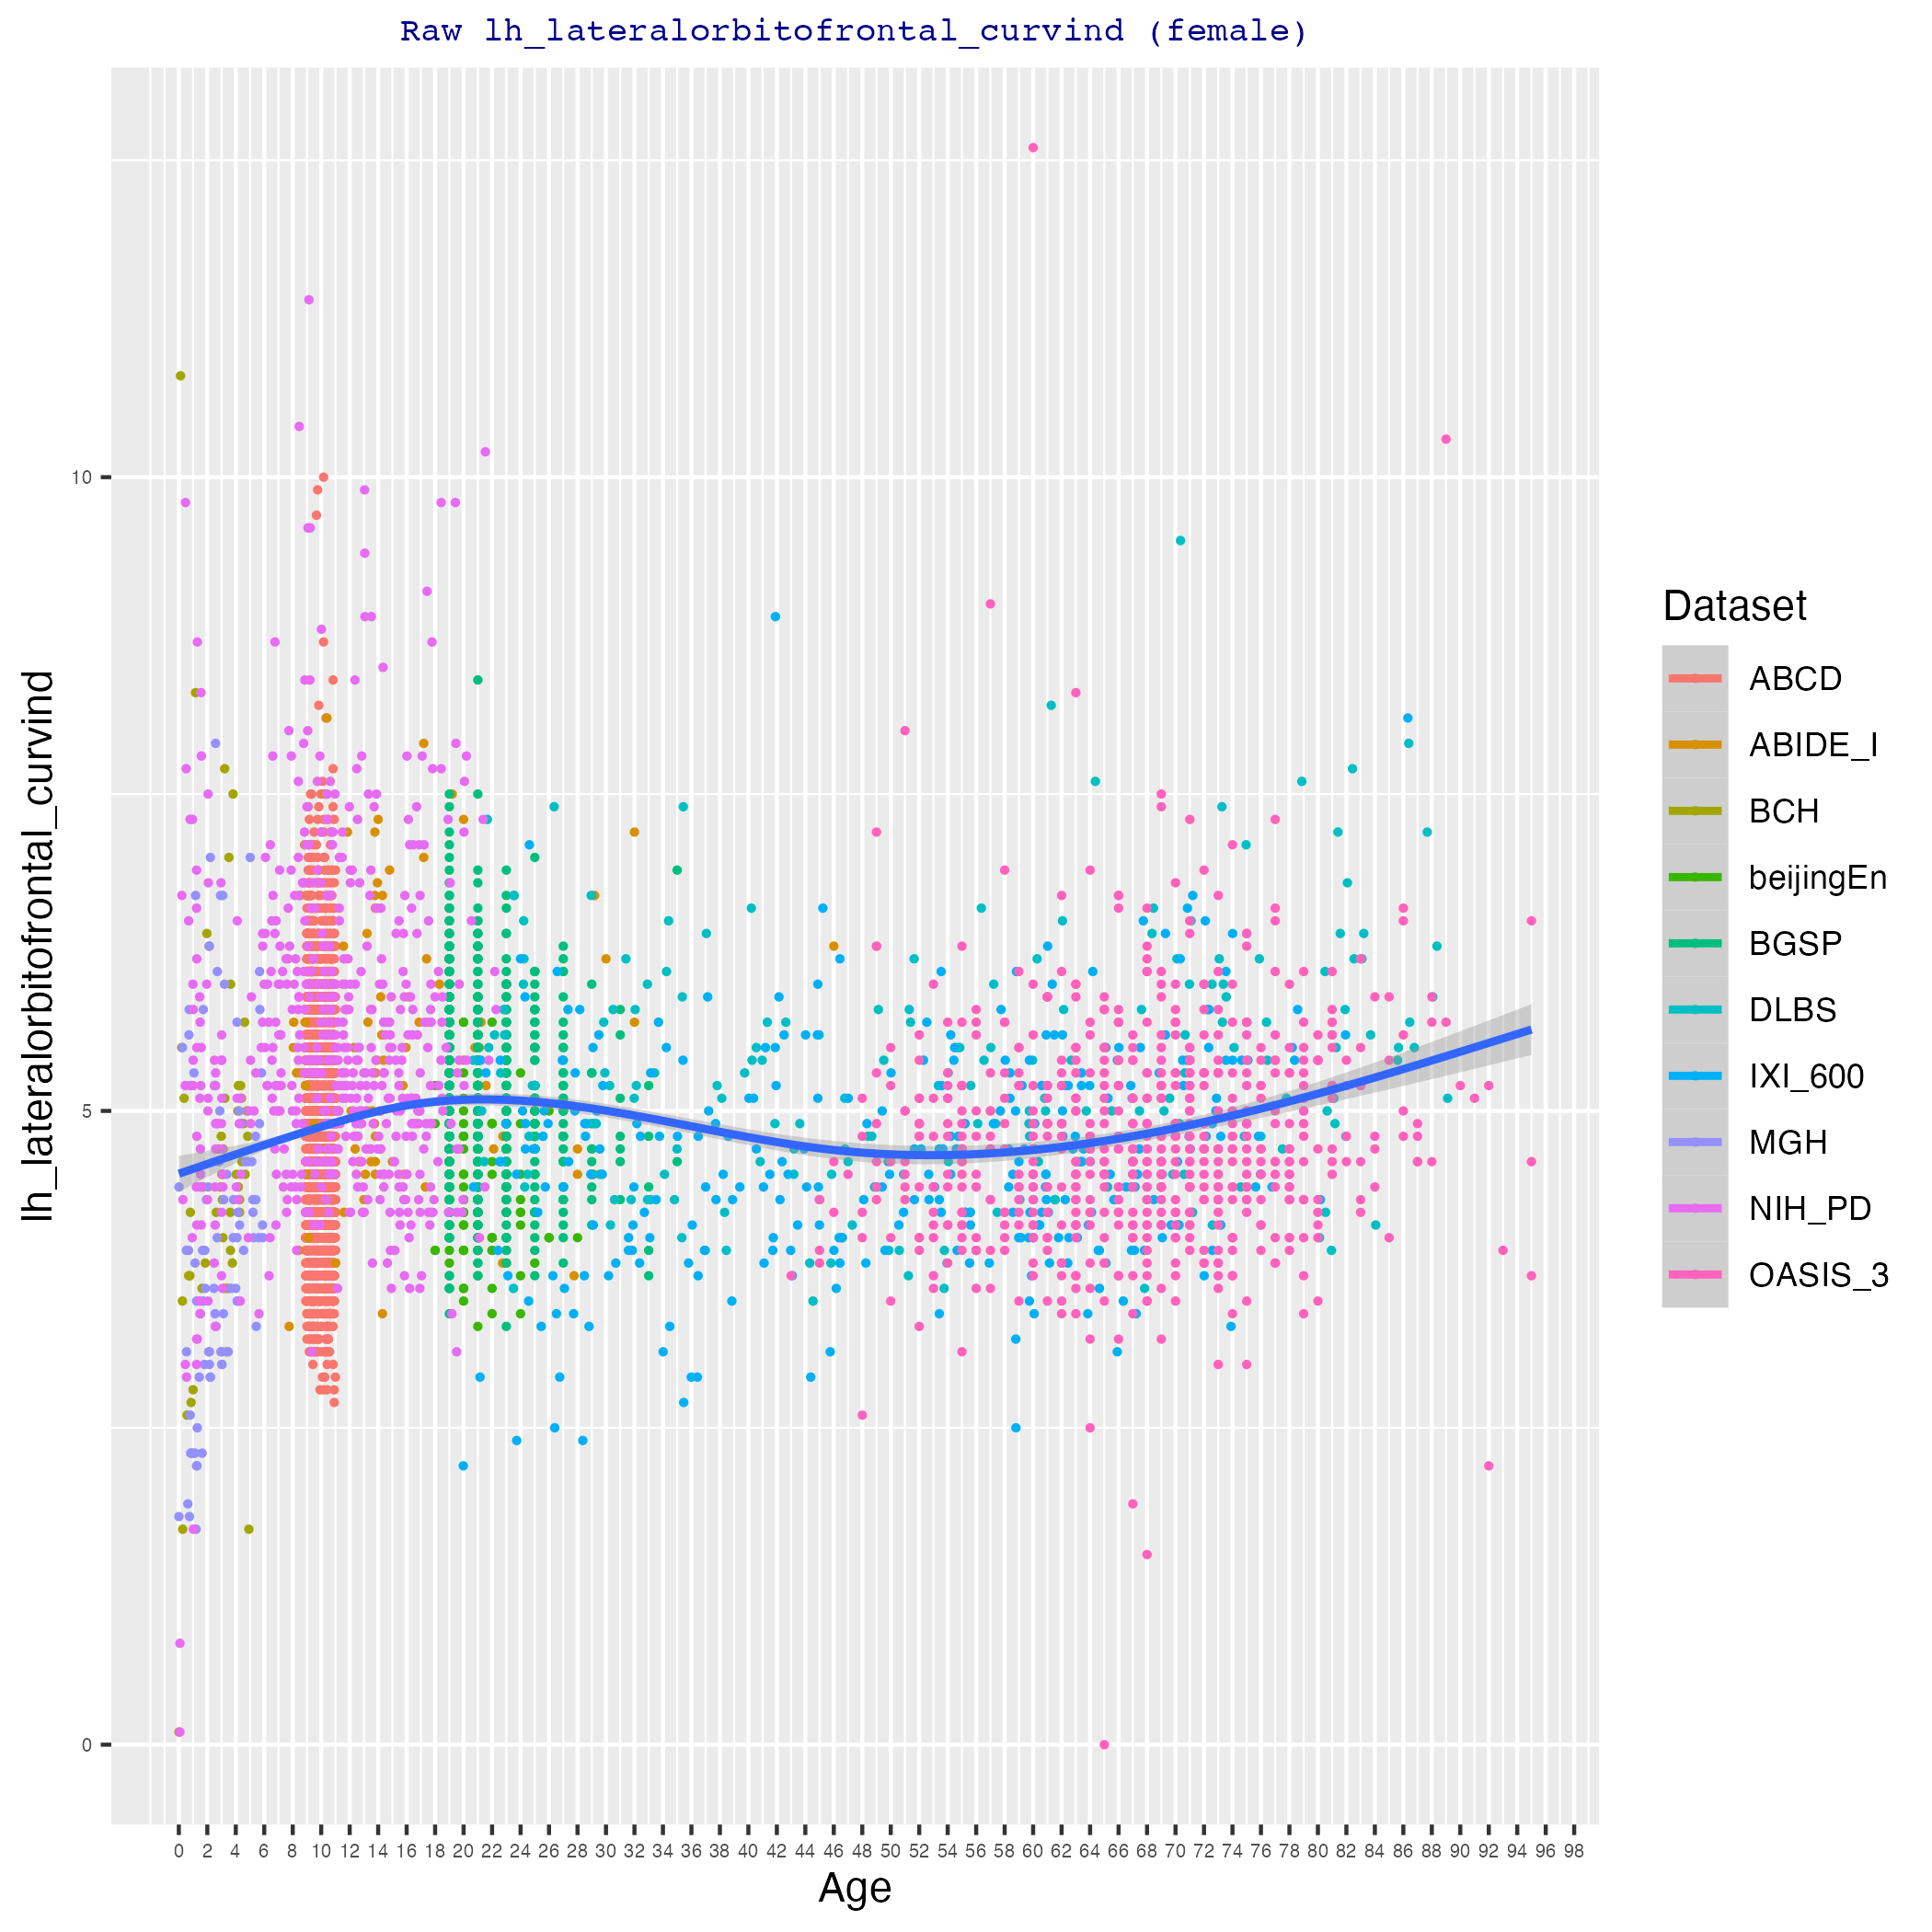 Raw lh_lateralorbitofrontal_curvind (female)
lh_lateralorbitofrontal_curvind
10
5
0
0 2 4 6 8 10 12 14 16 18 20 22 24 26 28 30 32 34 36 38 40 42 44 46 48 50 52 54 56 58 60 62 64 66 68 70 72 74 76 78 80 82 84 86 88 90 92 94 96 98
Age
Dataset
ABCD
ABIDE_I
BCH
beijingEn
BGSP
DLBS
IXI_600
MGH
NIH_PD
OASIS_3